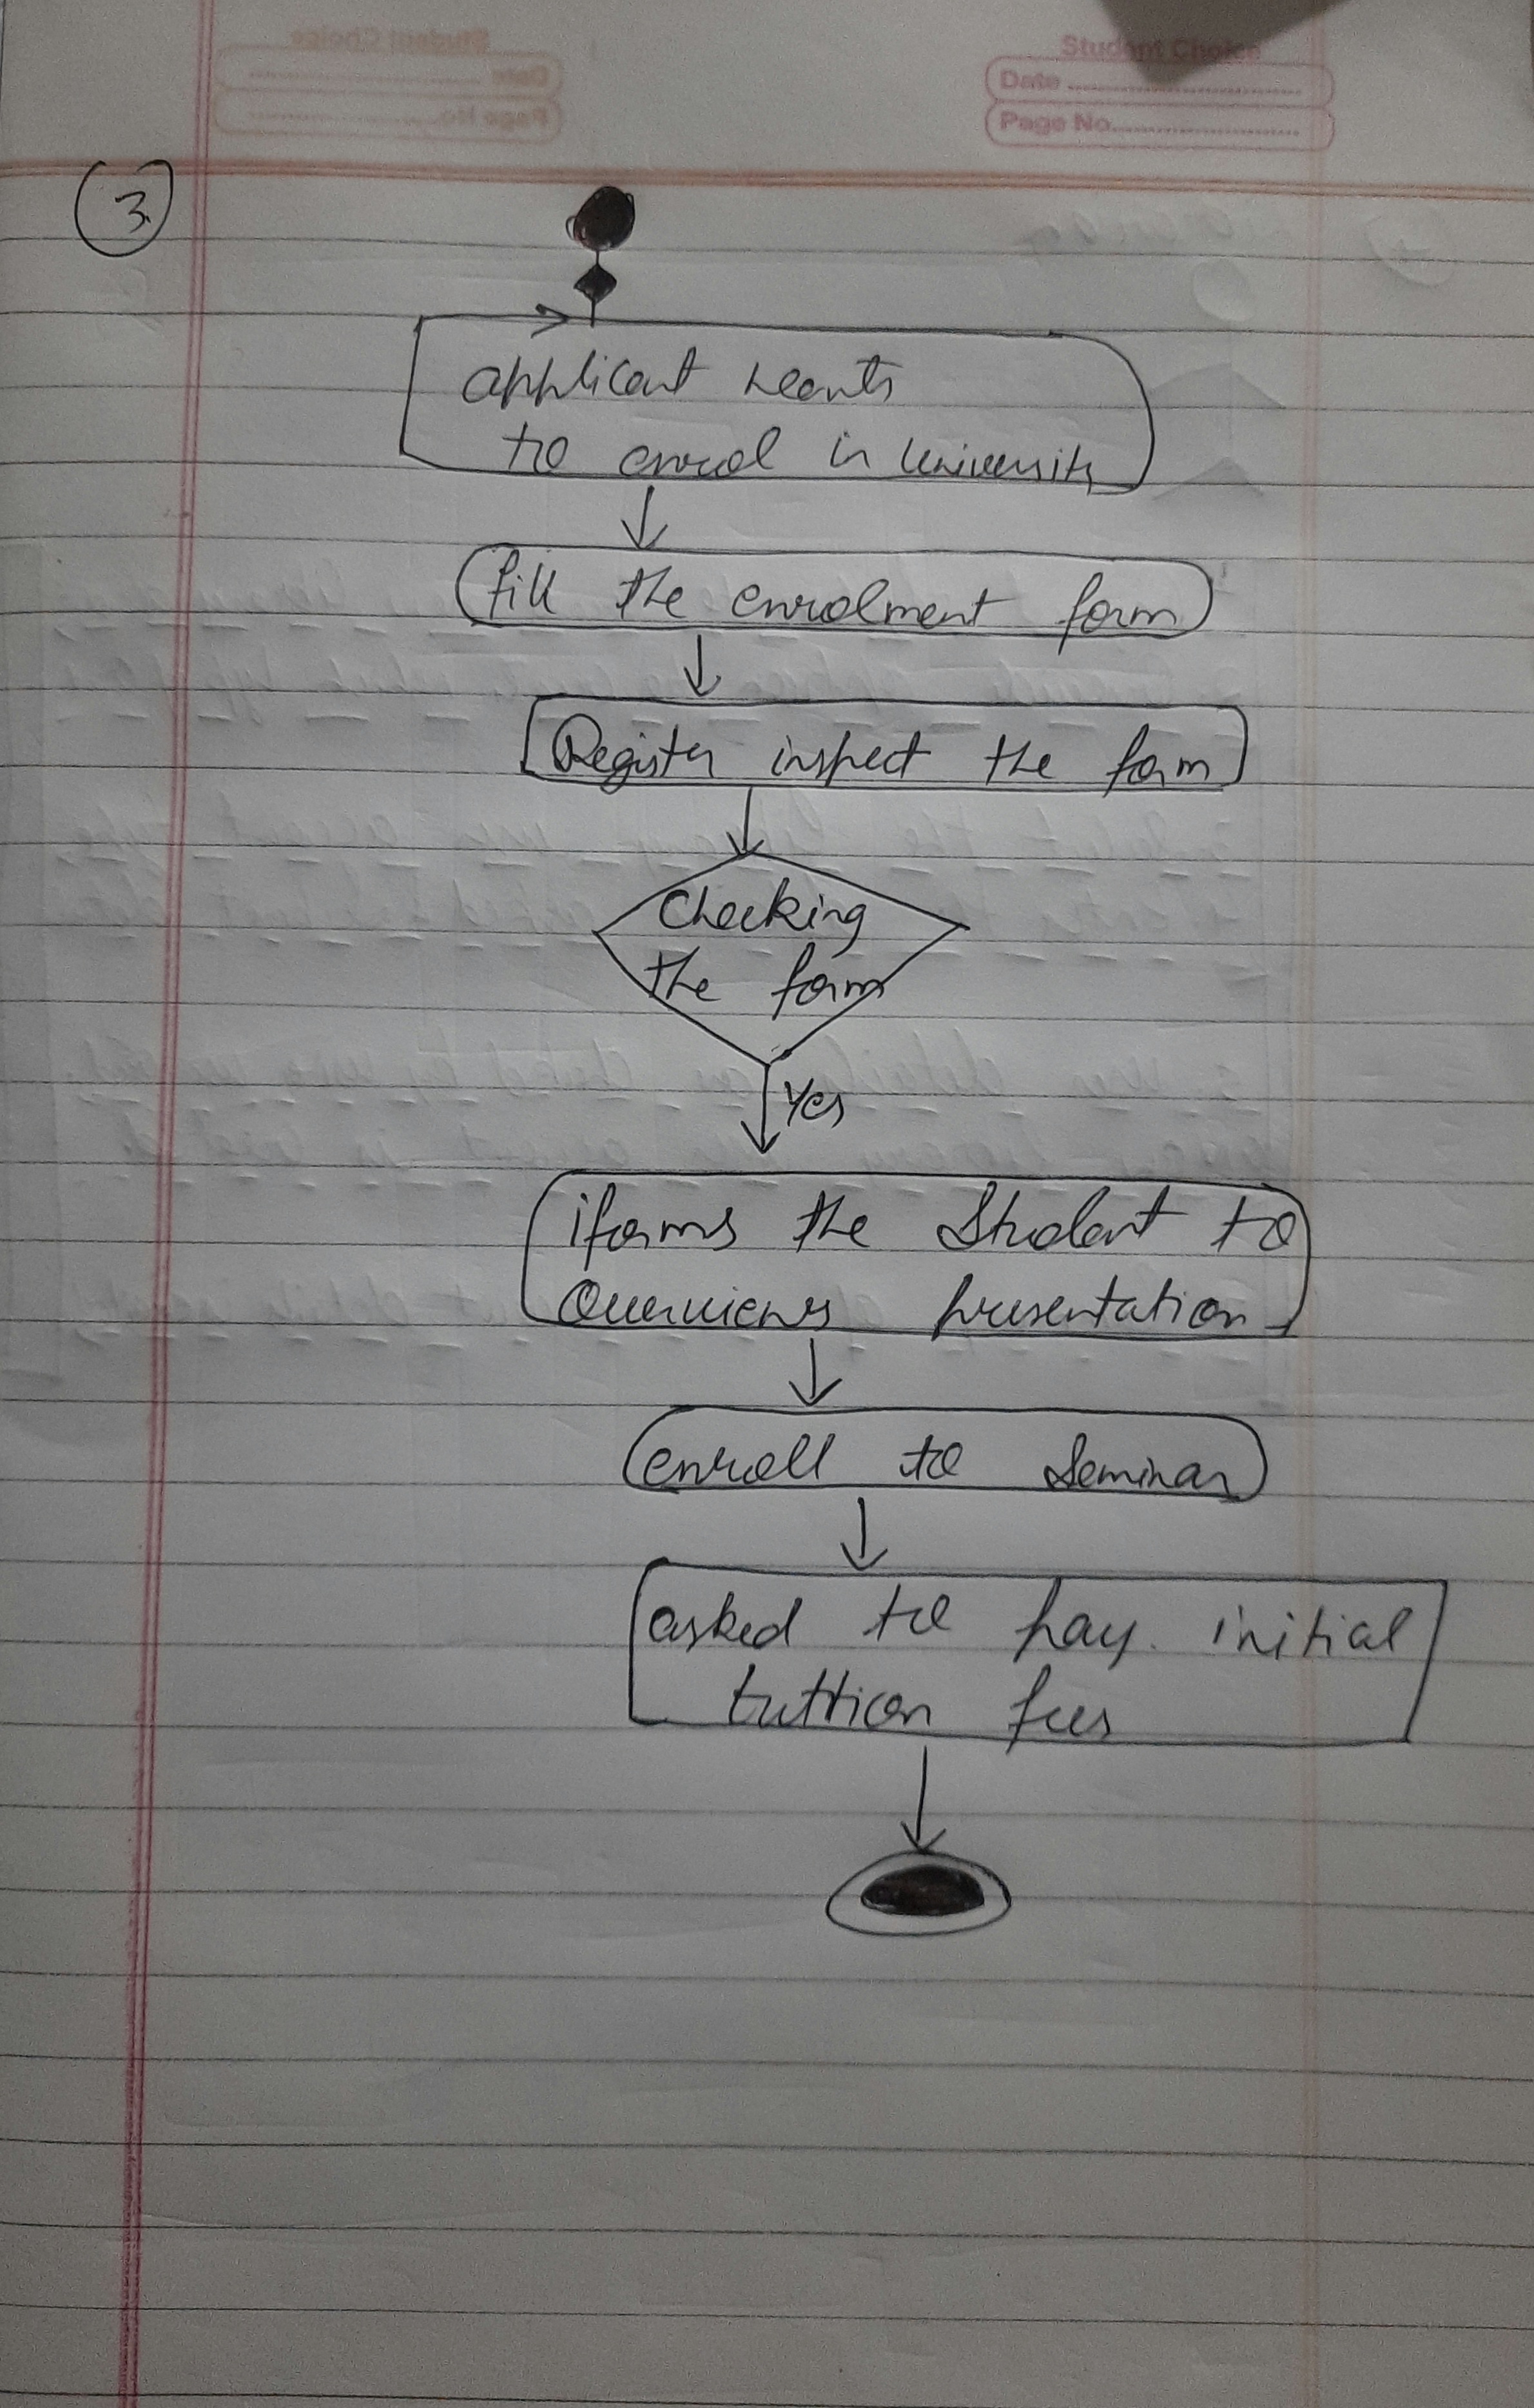 Student Choice
Date
Page No.
3.
applicant wants
to enrol in University
fill the enrolment form
Register inspect the form
Checking
the form
Yes
iforms the Student to
Overviews presentation
enroll to Seminar
asked to pay. initial
tuttion fees